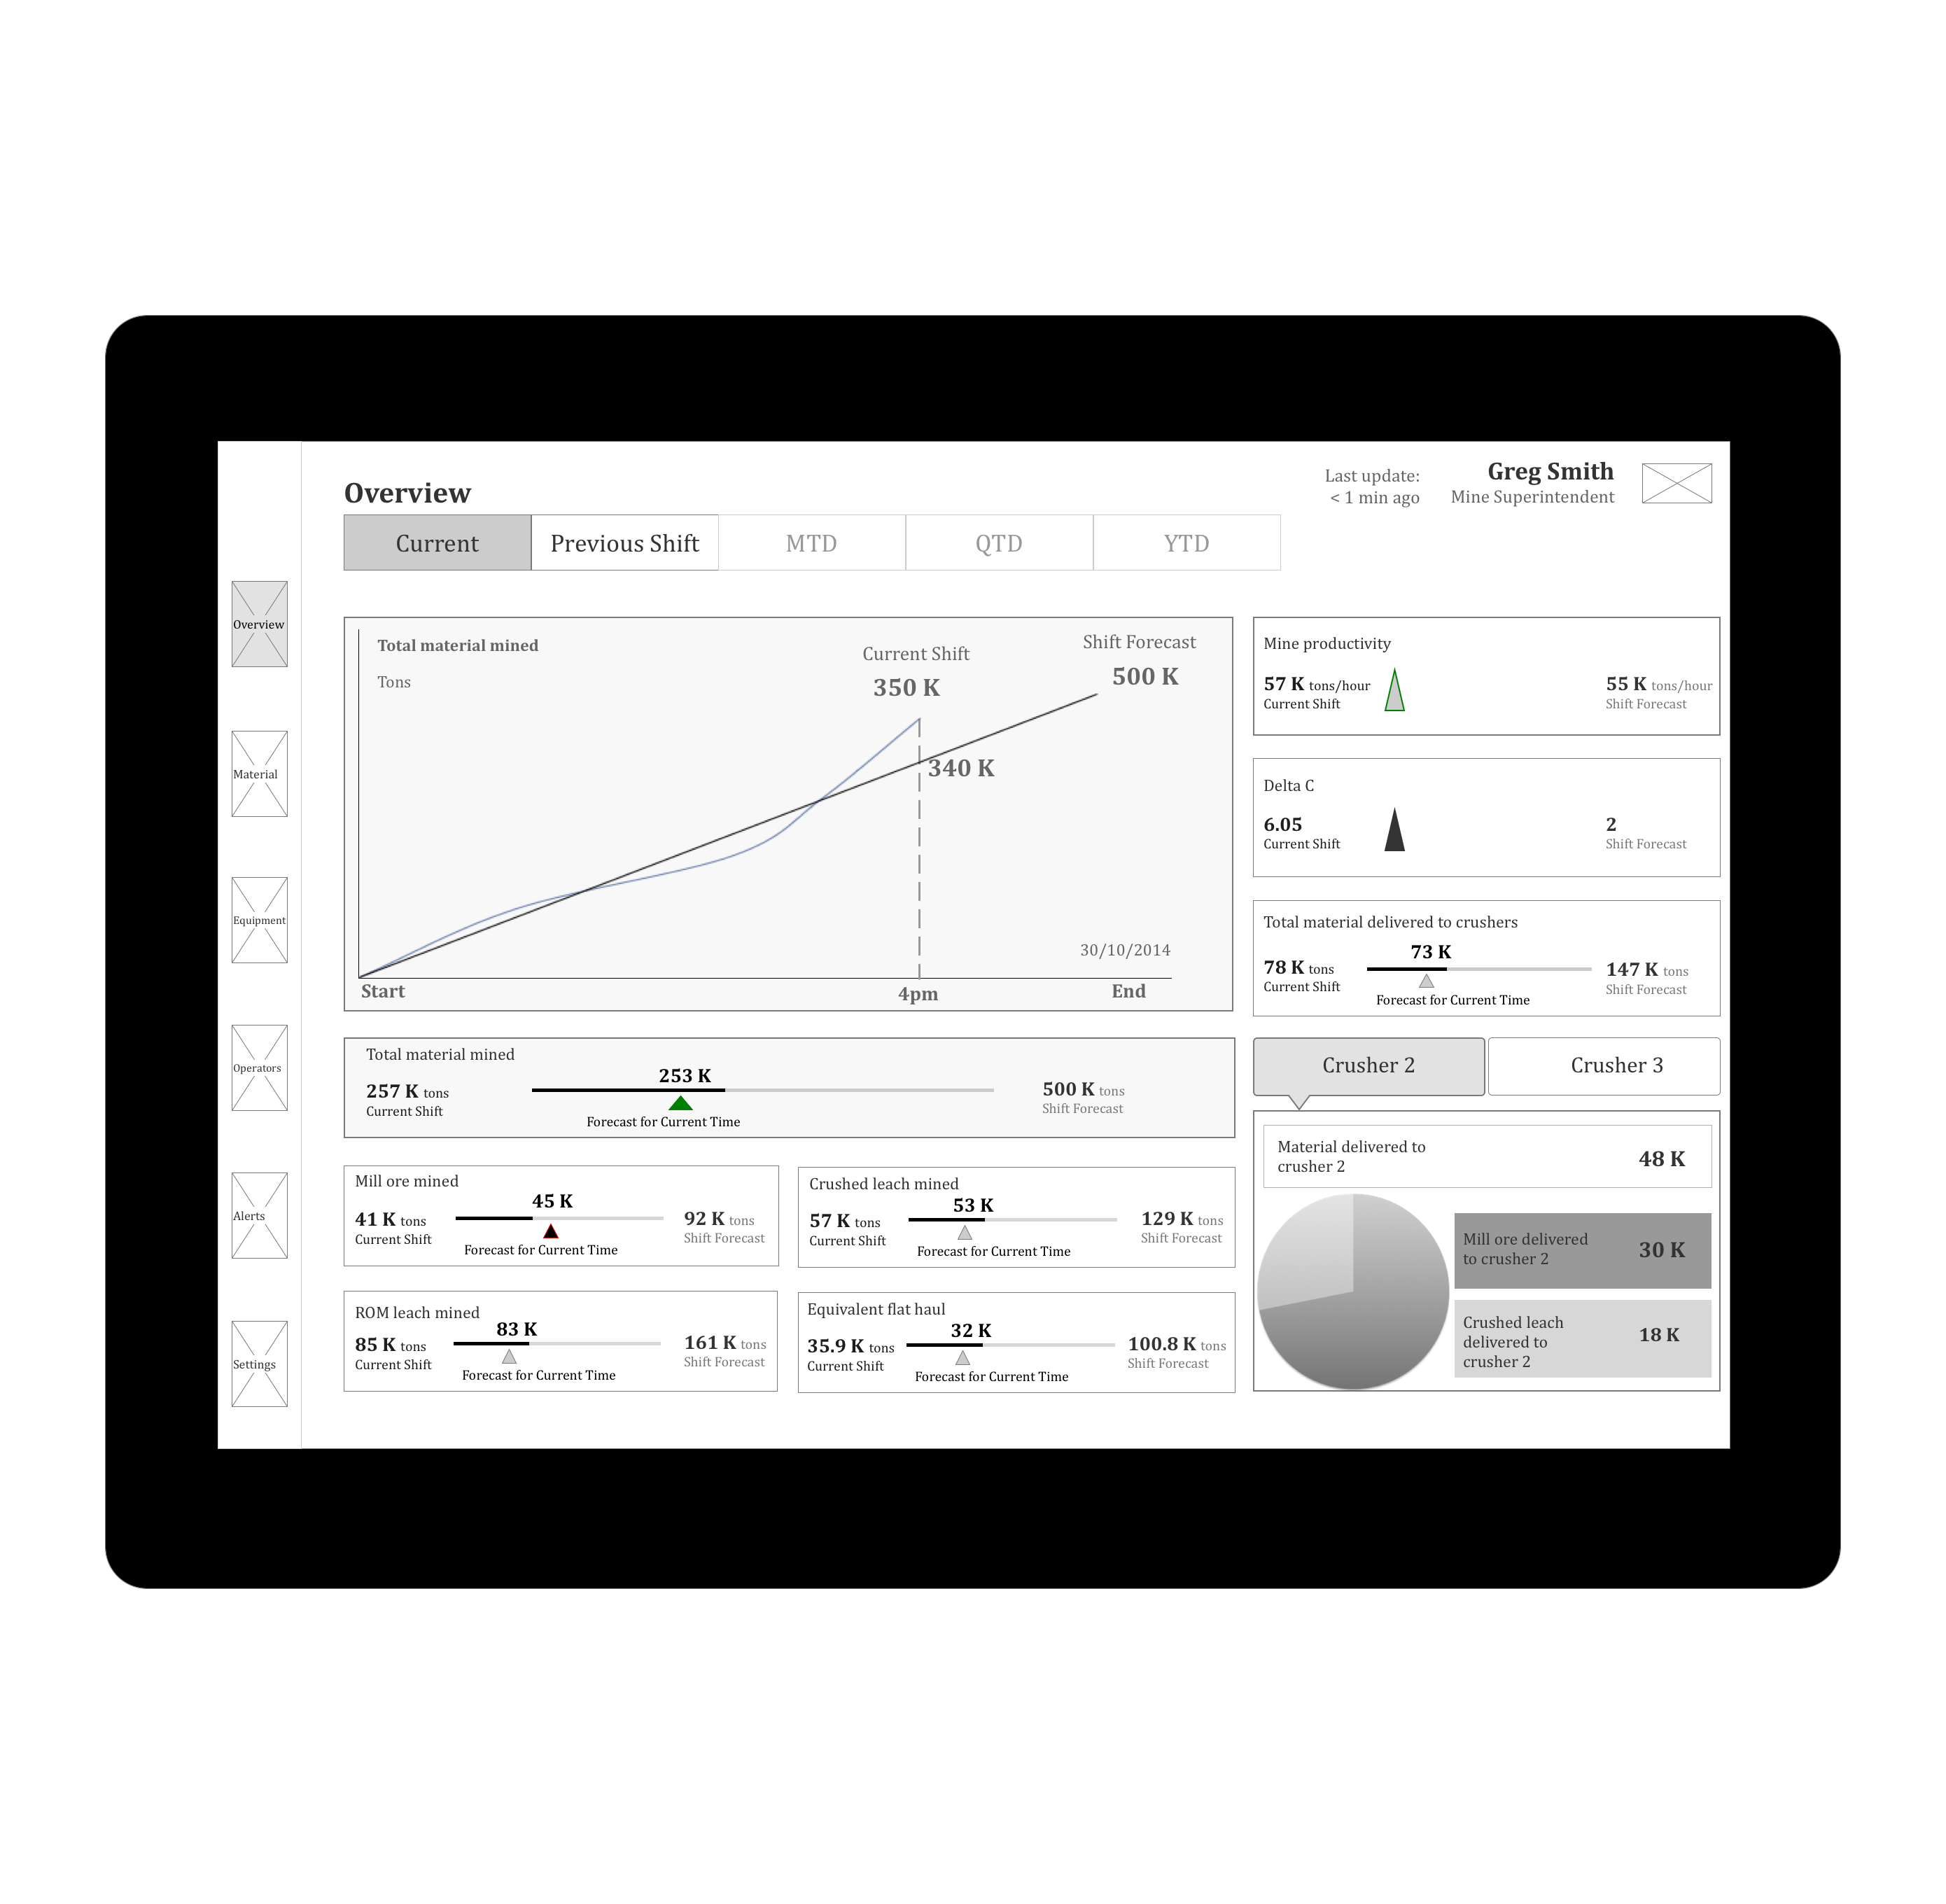 Overview
Last update:
< 1 min ago
Greg Smith
Mine Superintendent
Current
Previous Shift
MTD
QTD
YTD
Overview
Material
Equipment
Operators
Alerts
Settings
Total material mined
Tons
Current Shift
350 K
Shift Forecast
500 K
340 K
30/10/2014
Start
4pm
End
Total material mined
257 K tons
Current Shift
253 K
Forecast for Current Time
500 K tons
Shift Forecast
Mill ore mined
41 K tons
Current Shift
45 K
Forecast for Current Time
92 K tons
Shift Forecast
Crushed leach mined
57 K tons
Current Shift
53 K
Forecast for Current Time
129 K tons
Shift Forecast
ROM leach mined
85 K tons
Current Shift
83 K
Forecast for Current Time
161 K tons
Shift Forecast
Equivalent flat haul
35.9 K tons
Current Shift
32 K
Forecast for Current Time
100.8 K tons
Shift Forecast
Mine productivity
57 K tons/hour
Current Shift
55 K tons/hour
Shift Forecast
Delta C
6.05
Current Shift
2
Shift Forecast
Total material delivered to crushers
78 K tons
Current Shift
73 K
Forecast for Current Time
147 K tons
Shift Forecast
Crusher 2
Crusher 3
Material delivered to
crusher 2
48 K
Mill ore delivered
to crusher 2
30 K
Crushed leach
delivered to
crusher 2
18 K